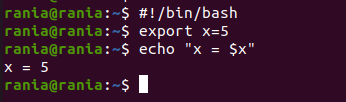 rania@rania:~$ #!/bin/bash
rania@rania:~$ export x=5
rania@rania:~$ echo "x = $x"
x = 5
rania@rania:~$